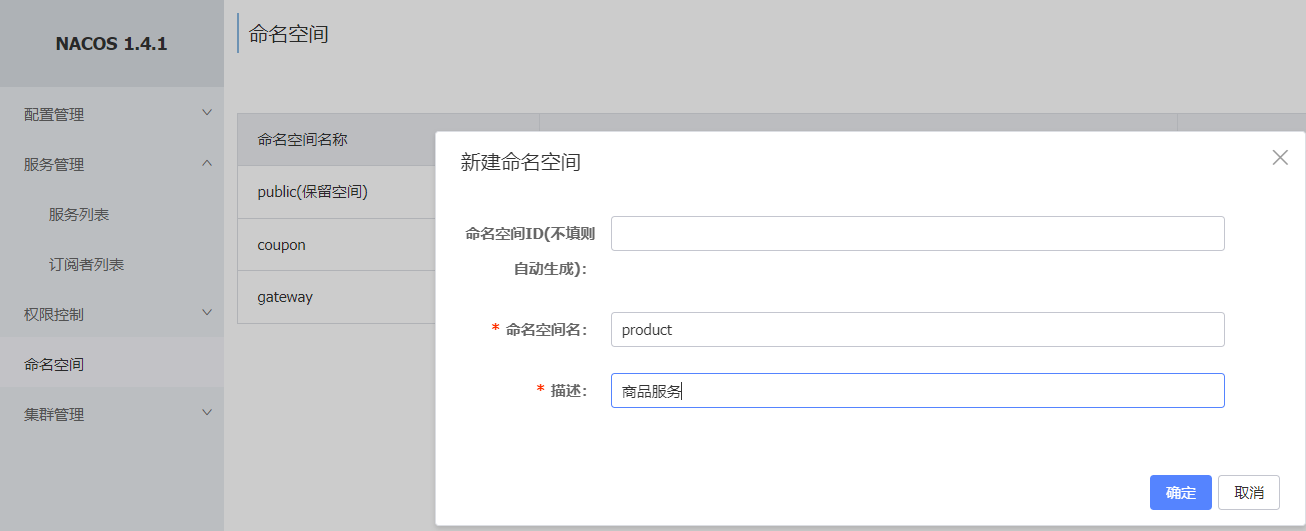 NACOS 1.4.1
配置管理
服务管理
服务列表
订阅者列表
权限控制
命名空间
集群管理
命名空间
命名空间名称
public(保留空间)
coupon
gateway
新建命名空间
命名空间ID(不填则
自动生成):
* 命名空间名: product
* 描述: 商品服务
确定 取消